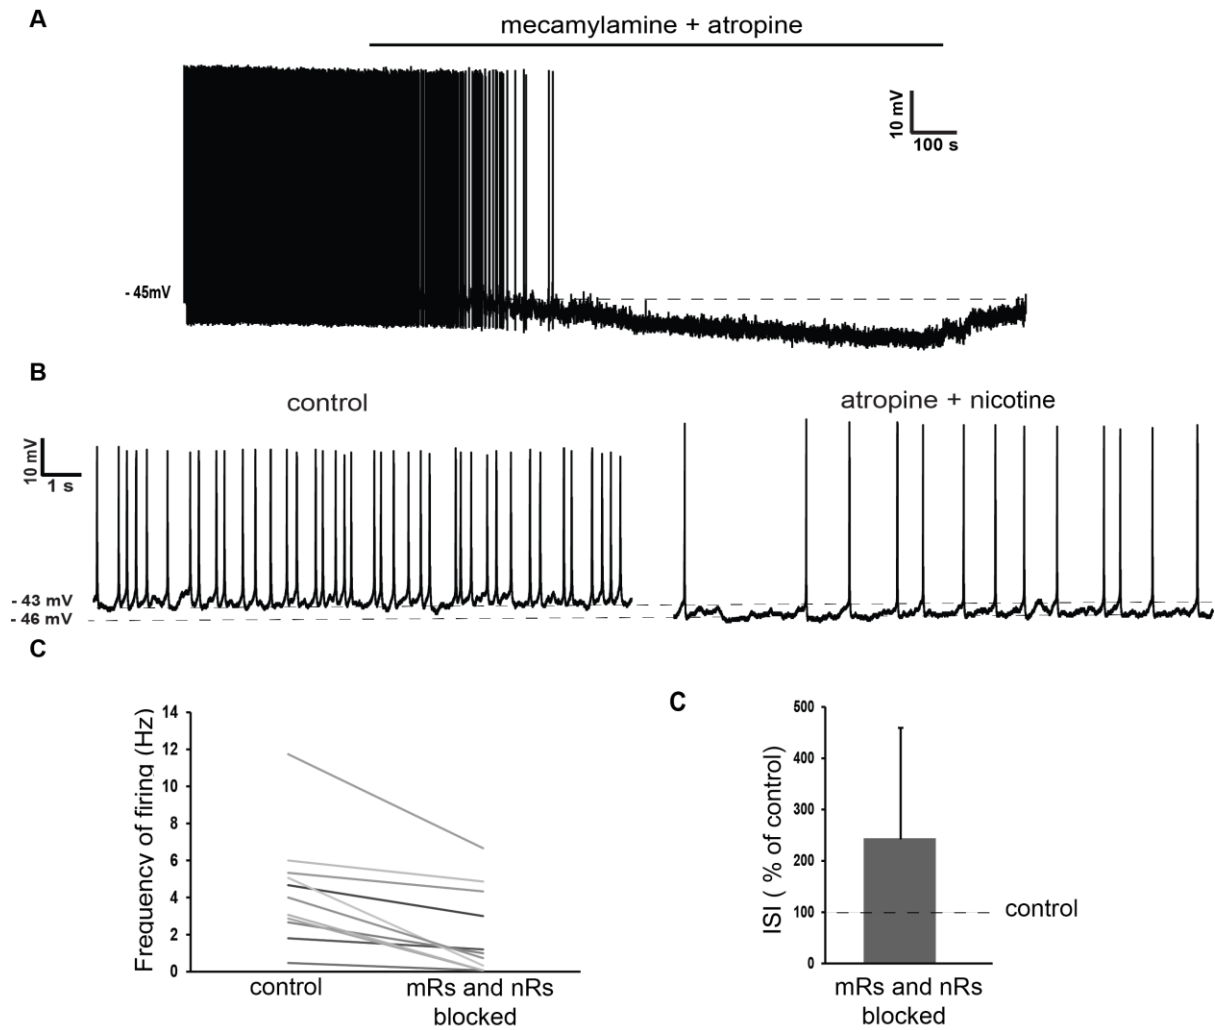 A
mecamylamine + atropine
10 mV
100 s
- 45mV
B
control
atropine + nicotine
10 mV
1 s
- 43 mV
- 46 mV
C
Frequency of firing (Hz)
14
12
10
8
6
4
2
0
control
mRs and nRs
blocked
C
ISI ( % of control)
500
400
300
200
100
0
control
mRs and nRs
blocked